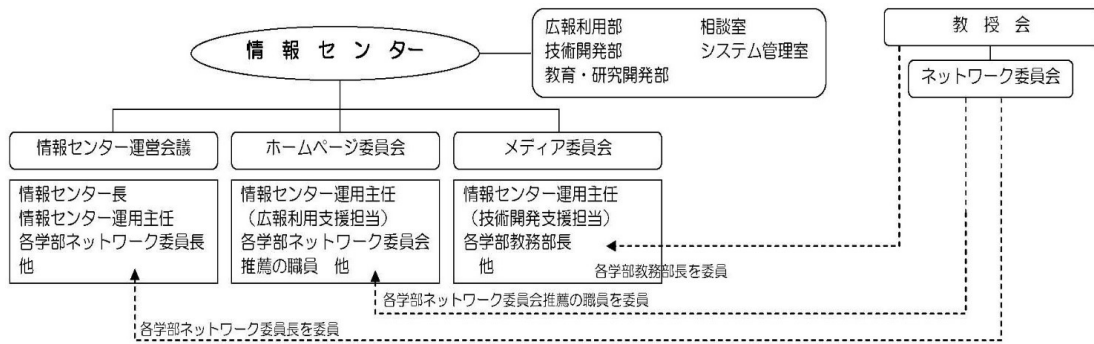 情報センター
広報利用部 相談室
技術開発部 システム管理室
教育・研究開発部
教授会
ネットワーク委員会
情報センター運営会議
ホームページ委員会
メディア委員会
情報センター長
情報センター運用主任
各学部ネットワーク委員長
他
情報センター運用主任
（広報利用支援担当）
各学部ネットワーク委員会
推薦の職員 他
情報センター運用主任
（技術開発支援担当）
各学部教務部長
他
各学部教務部長を委員
各学部ネットワーク委員会推薦の職員を委員
各学部ネットワーク委員長を委員